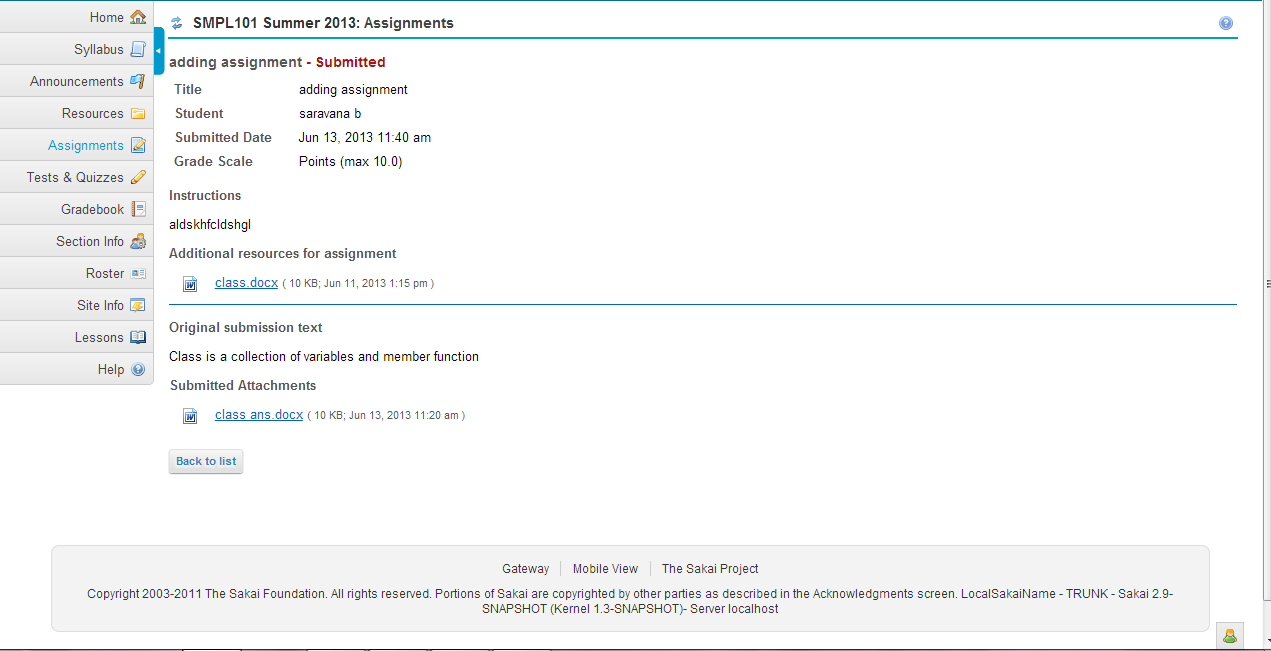 Home
Syllabus
Announcements
Resources
Assignments
Tests & Quizzes
Gradebook
Section Info
Roster
Site Info
Lessons
Help
SMPL101 Summer 2013: Assignments
adding assignment - Submitted
Title adding assignment
Student saravana b
Submitted Date Jun 13, 2013 11:40 am
Grade Scale Points (max 10.0)
Instructions
aldskhfcldshgl
Additional resources for assignment
class.docx ( 10 KB; Jun 11, 2013 1:15 pm )
Original submission text
Class is a collection of variables and member function
Submitted Attachments
class ans.docx ( 10 KB; Jun 13, 2013 11:20 am )
Back to list
Gateway Mobile View The Sakai Project
Copyright 2003-2011 The Sakai Foundation. All rights reserved. Portions of Sakai are copyrighted by other parties as described in the Acknowledgments screen. LocalSakaiName - TRUNK - Sakai 2.9-
SNAPSHOT (Kernel 1.3-SNAPSHOT)- Server localhost